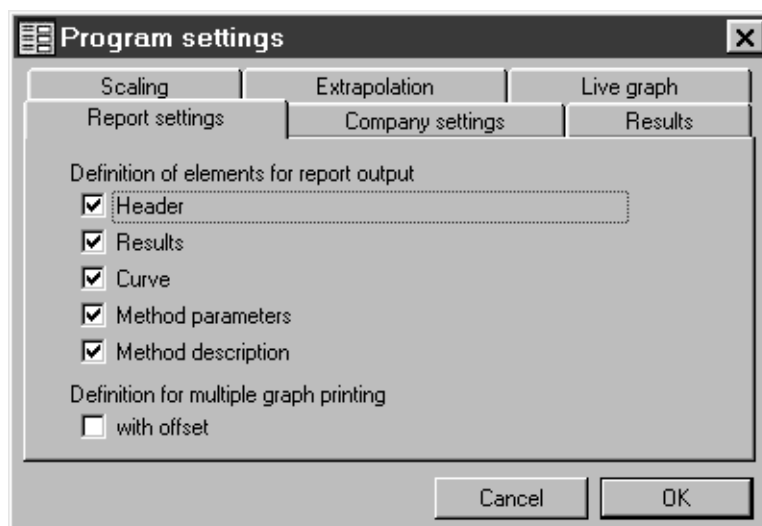 Program settings
Scaling Extrapolation Live graph
Report settings Company settings Results
Definition of elements for report output
Header
Results
Curve
Method parameters
Method description
Definition for multiple graph printing
with offset
Cancel OK